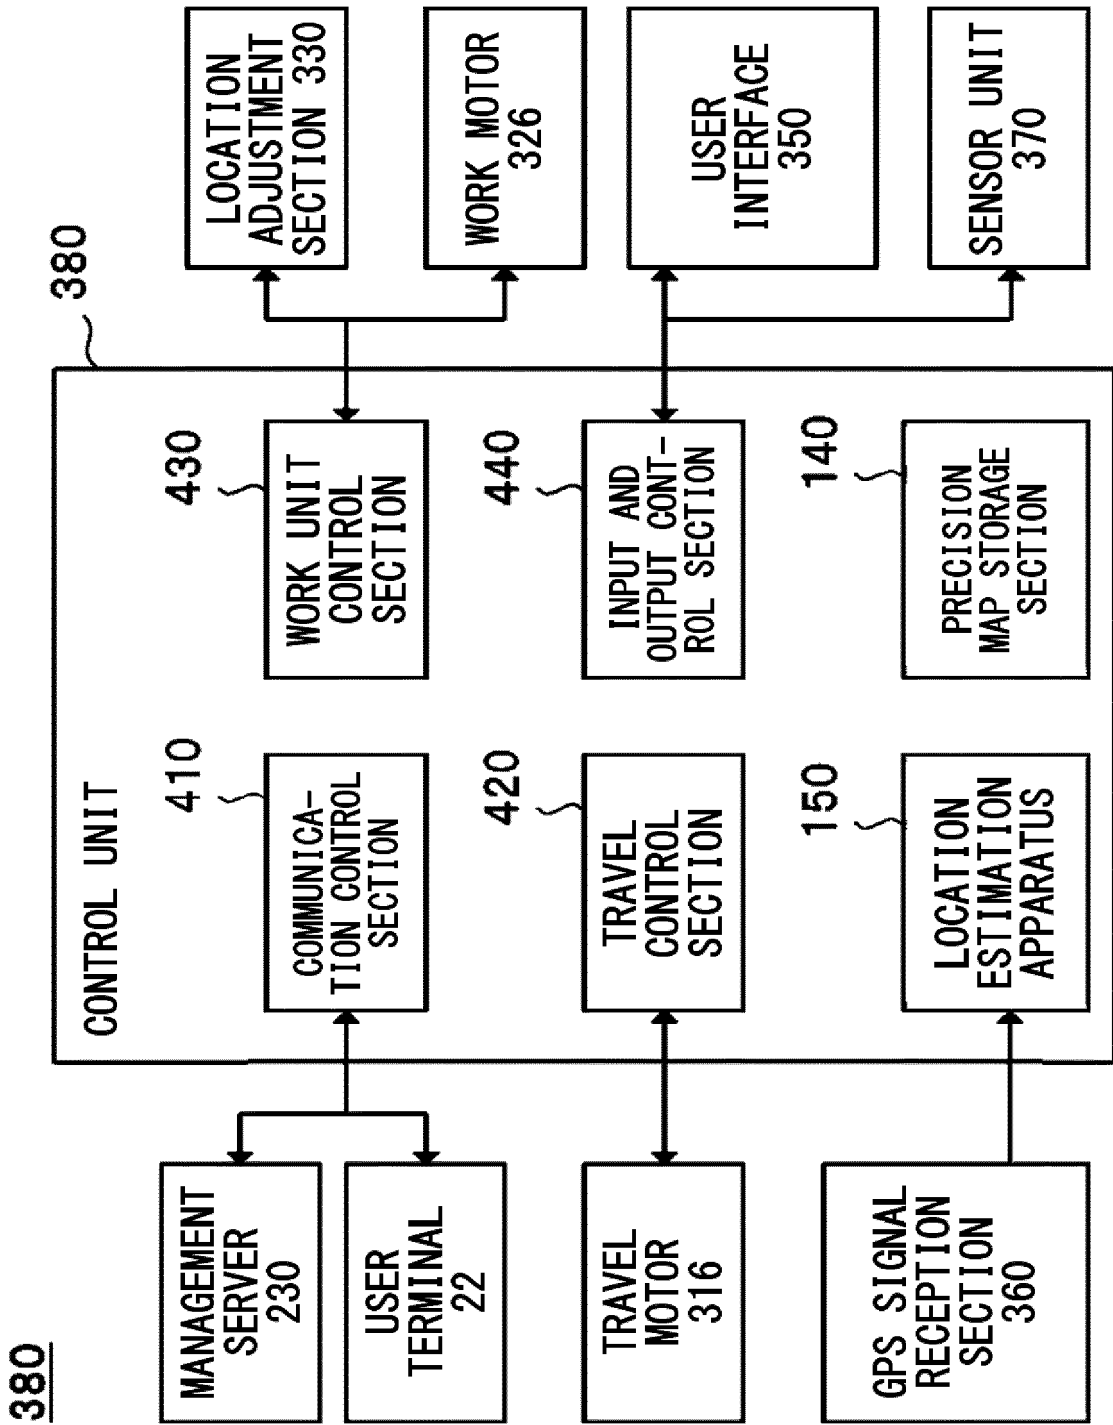 380
380
CONTROL UNIT
MANAGEMENT
SERVER
230
USER
TERMINAL
22
TRAVEL
MOTOR
316
GPS SIGNAL
RECEPTION
SECTION
360
410
COMMUNICA-
TION CONTROL
SECTION
420
TRAVEL
CONTROL
SECTION
150
LOCATION
ESTIMATION
APPARATUS
430
WORK UNIT
CONTROL
SECTION
440
INPUT AND
OUTPUT CONT-
ROL SECTION
140
PRECISION
MAP STORAGE
SECTION
LOCATION
ADJUSTMENT
SECTION 330
WORK MOTOR
326
USER
INTERFACE
350
SENSOR UNIT
370